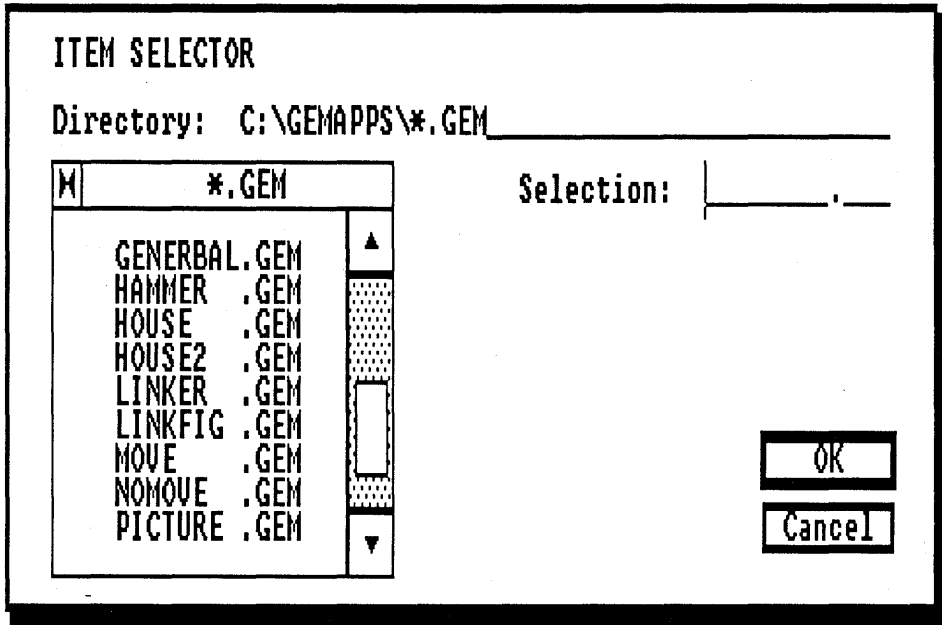 ITEM SELECTOR
Directory: C:\GEMAPPS\*.GEM
*.GEM
Selection: .
GENERBAL.GEM
HAMMER .GEM
HOUSE .GEM
HOUSE2 .GEM
LINKER .GEM
LINKFIG .GEM
MOVE .GEM
NOMOVE .GEM
PICTURE .GEM
OK
Cancel